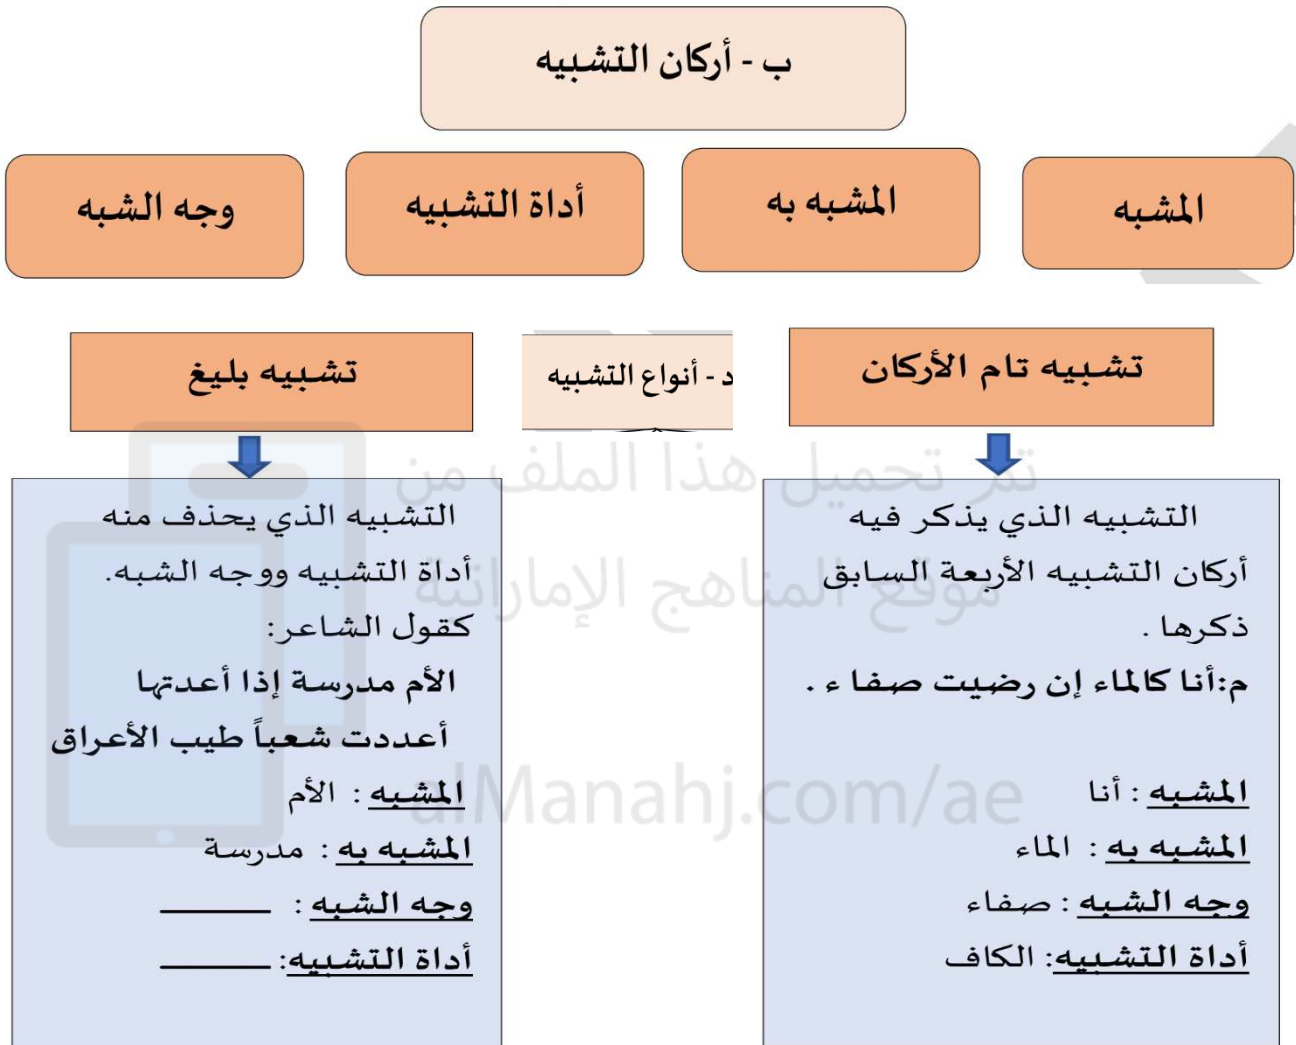 ب - أركان التشبيه
المشبه
المشبه به
أداة التشبيه
وجه الشبه
د - أنواع التشبيه
تشبيه تام الأركان
التشبيه الذي يذكر فيه
أركان التشبيه الأربعة السابق
ذكرها .
م:أنا كالماء إن رضيت صفا ء .
المشبه : أنا
المشبه به : الماء
وجه الشبه : صفاء
أداة التشبيه: الكاف
تشبيه بليغ
التشبيه الذي يحذف منه
أداة التشبيه ووجه الشبه.
كقول الشاعر:
الأم مدرسة إذا أعدتها
أعددت شعباً طيب الأعراق
المشبه : الأم
المشبه به : مدرسة
وجه الشبه : ــــــــــ
أداة التشبيه: ــــــــــ
تم تحميل هذا الملف من
موقع المناهج الإماراتية
alManahj.com/ae